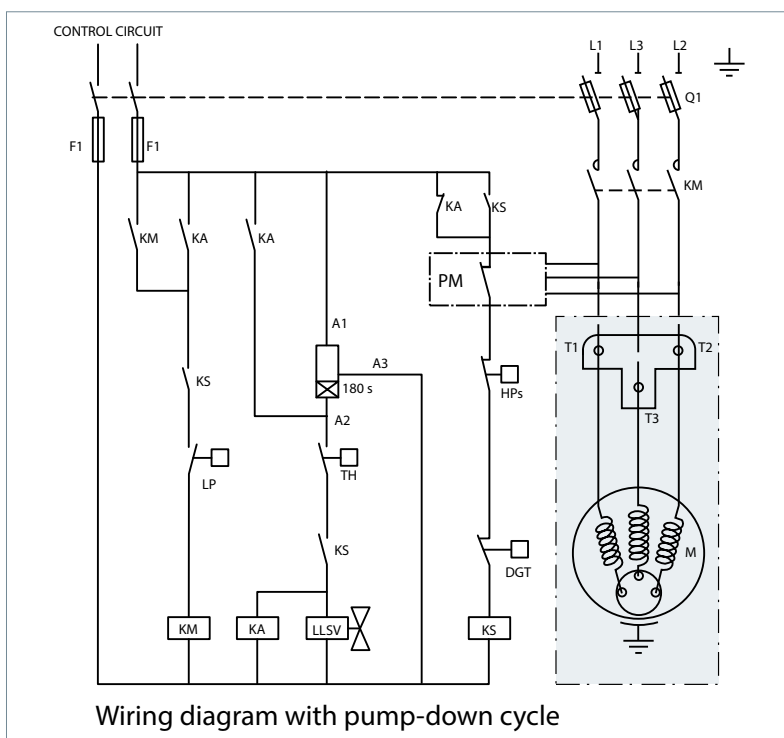 CONTROL CIRCUIT
L1 L3 L2
Q1
F1 F1
KM
KA KS
KM KA KA
PM
A1
T1 T2
A3
180 s
HPs
KS
A2
T3
LP TH
KS
M
DGT
KM KA LLSV KS
Wiring diagram with pump-down cycle